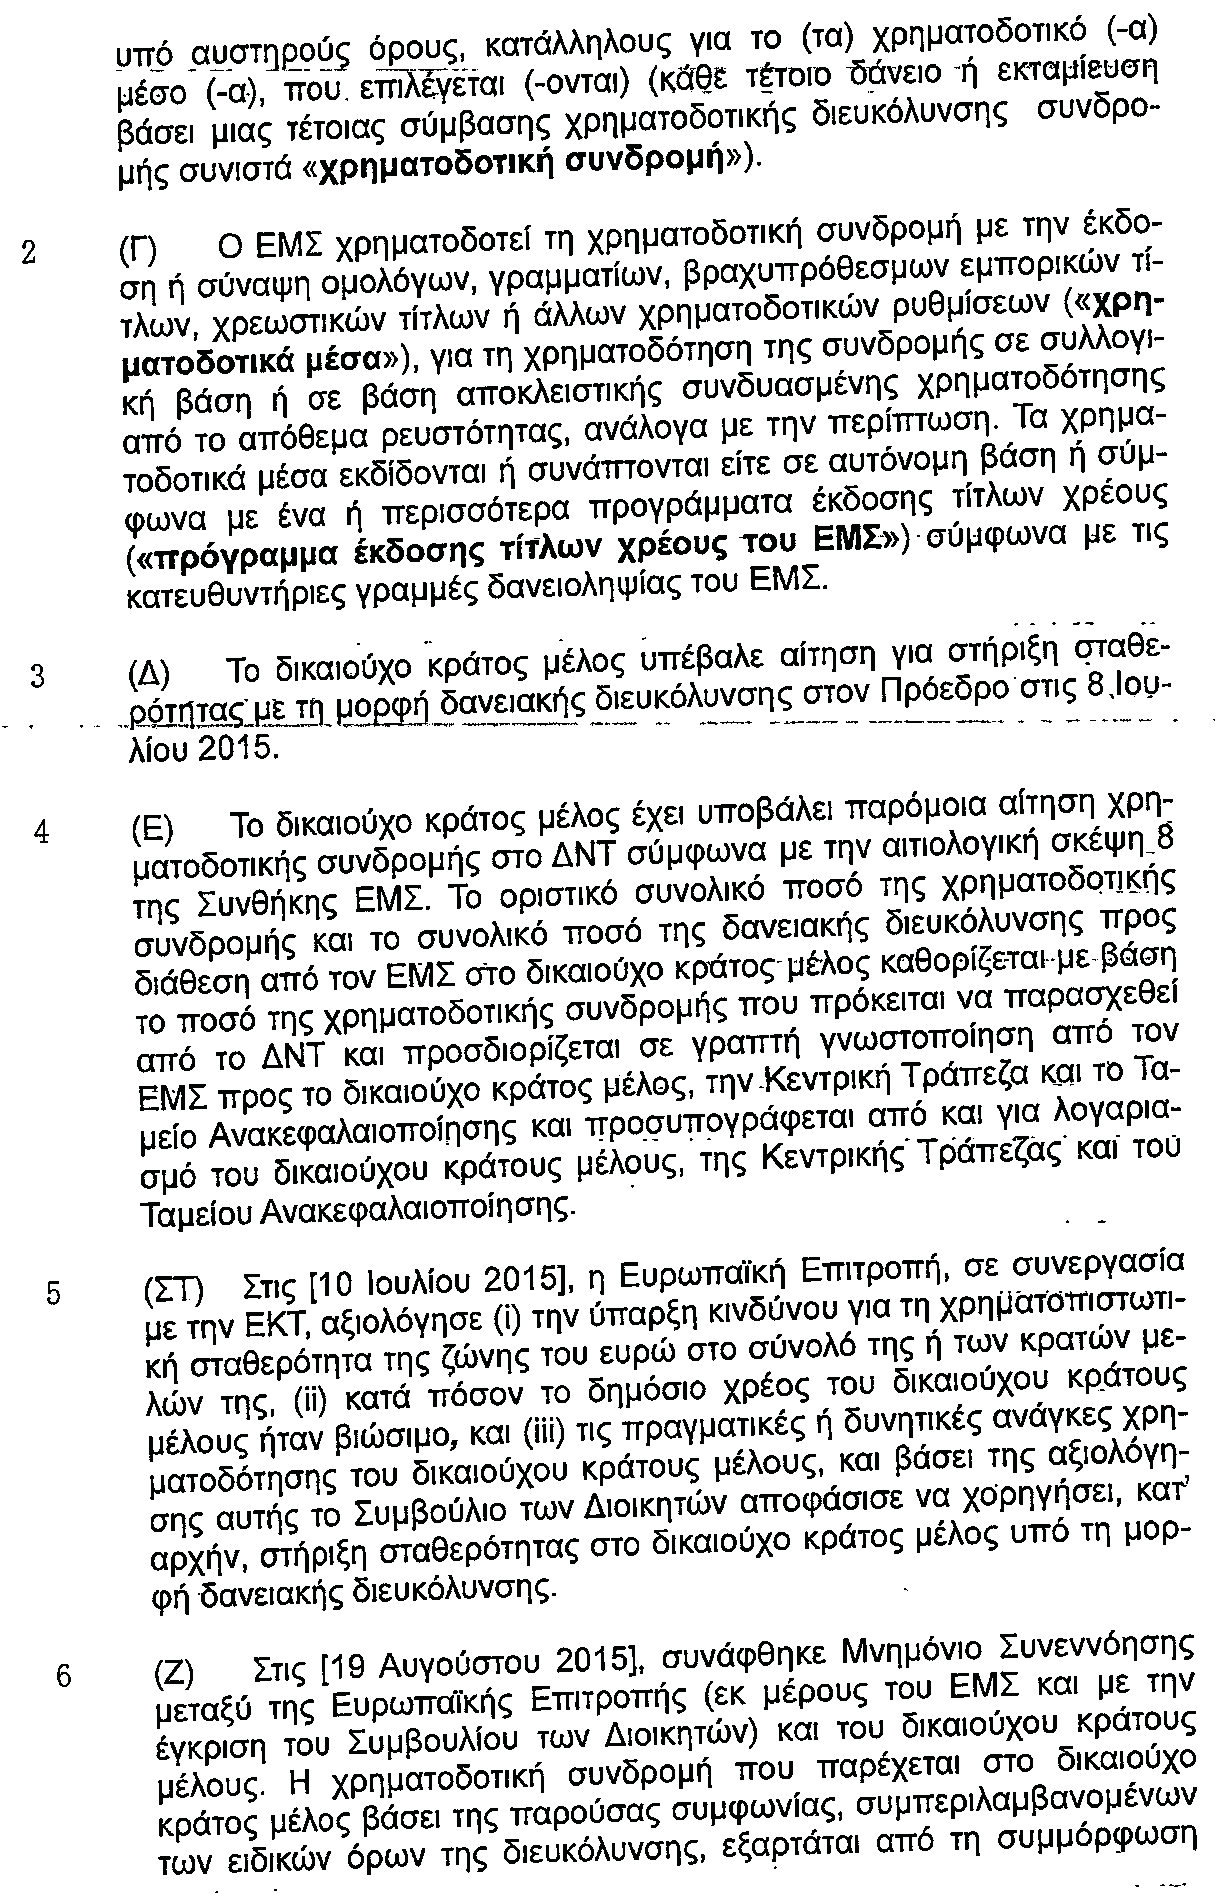 υπό αυστηρούς όρους, κατάλληλους για το (τα) χρηματοδοτικό (-α)
μέσο (-α), που επιλέγεται (-ονται) (κάθε τέτοιο δάνειο ή εκταμίευση
βάσει μιας τέτοιας σύμβασης χρηματοδοτικής διευκόλυνσης συνδρο-
μής συνιστά «χρηματοδοτική συνδρομή»).
2 (Γ) Ο ΕΜΣ χρηματοδοτεί τη χρηματοδοτική συνδρομή με την έκδο-
ση ή σύναψη ομολόγων, γραμματίων, βραχυπρόθεσμων εμπορικών τί-
τλων, χρεωστικών τίτλων ή άλλων χρηματοδοτικών ρυθμίσεων («χρη-
ματοδοτικά μέσα»), για τη χρηματοδότηση της συνδρομής σε συλλογι-
κή βάση ή σε βάση αποκλειστικής συνδυασμένης χρηματοδότησης
από το απόθεμα ρευστότητας, ανάλογα με την περίπτωση. Τα χρημα-
τοδοτικά μέσα εκδίδονται ή συνάπτονται είτε σε αυτόνομη βάση ή σύμ-
φωνα με ένα ή περισσότερα προγράμματα έκδοσης τίτλων χρέους
(«πρόγραμμα έκδοσης τίτλων χρέους του ΕΜΣ») σύμφωνα με τις
κατευθυντήριες γραμμές δανειοληψίας του ΕΜΣ.
3 (Δ) Το δικαιούχο κράτος μέλος υπέβαλε αίτηση για στήριξη σταθε-
ρότητας με τη μορφή δανειακής διευκόλυνσης στον Πρόεδρο στις 8 Ιου-
λίου 2015.
4 (Ε) Το δικαιούχο κράτος μέλος έχει υποβάλει παρόμοια αίτηση χρη-
ματοδοτικής συνδρομής στο ΔΝΤ σύμφωνα με την αιτιολογική σκέψη 8
της Συνθήκης ΕΜΣ. Το οριστικό συνολικό ποσό της χρηματοδοτικής
συνδρομής και το συνολικό ποσό της δανειακής διευκόλυνσης προς
διάθεση από τον ΕΜΣ στο δικαιούχο κράτος μέλος καθορίζεται με βάση
το ποσό της χρηματοδοτικής συνδρομής που πρόκειται να παρασχεθεί
από το ΔΝΤ και προσδιορίζεται σε γραπτή γνωστοποίηση από τον
ΕΜΣ προς το δικαιούχο κράτος μέλος, την Κεντρική Τράπεζα και το Τα-
μείο Ανακεφαλαιοποίησης και προσυπογράφεται από και για λογαρια-
σμό του δικαιούχου κράτους μέλους, της Κεντρικής Τράπεζας και του
Ταμείου Ανακεφαλαιοποίησης.
5 (ΣΤ) Στις [10 Ιουλίου 2015], η Ευρωπαϊκή Επιτροπή, σε συνεργασία
με την ΕΚΤ, αξιολόγησε (i) την ύπαρξη κινδύνου για τη χρηματοπιστωτι-
κή σταθερότητα της ζώνης του ευρώ στο σύνολό της ή των κρατών με-
λών της, (ii) κατά πόσον το δημόσιο χρέος του δικαιούχου κράτους
μέλους ήταν βιώσιμο, και (iii) τις πραγματικές ή δυνητικές ανάγκες χρη-
ματοδότησης του δικαιούχου κράτους μέλους, και βάσει της αξιολόγη-
σης αυτής το Συμβούλιο των Διοικητών αποφάσισε να χορηγήσει, κατ'
αρχήν, στήριξη σταθερότητας στο δικαιούχο κράτος μέλος υπό τη μορ-
φή δανειακής διευκόλυνσης.
6 (Ζ) Στις [19 Αυγούστου 2015], συνάφθηκε Μνημόνιο Συνεννόησης
μεταξύ της Ευρωπαϊκής Επιτροπής (εκ μέρους του ΕΜΣ και με την
έγκριση του Συμβουλίου των Διοικητών) και του δικαιούχου κράτους
μέλους. Η χρηματοδοτική συνδρομή που παρέχεται στο δικαιούχο
κράτος μέλος βάσει της παρούσας συμφωνίας, συμπεριλαμβανομένων
των ειδικών όρων της διευκόλυνσης, εξαρτάται από τη συμμόρφωση